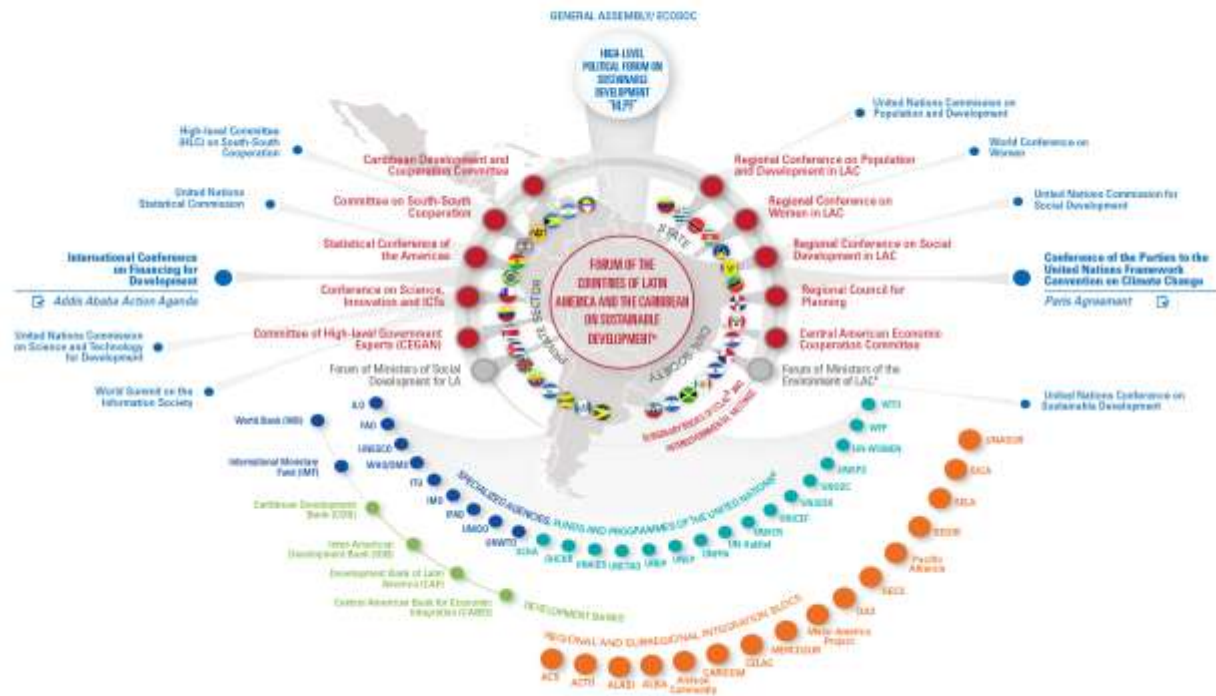 GENERAL ASSEMBLY/ ECOSOC
HIGH-LEVEL
POLITICAL FORUM ON
SUSTAINABLE
DEVELOPMENT
"HLPF"
High-level Committee
(HLC) on South-South
Cooperation
United Nations
Statistical Commission
International Conference
on Financing for
Development
Addis Ababa Action Agenda
United Nations Commission
on Science and Technology
for Development
World Summit on the
Information Society
Caribbean Development and
Cooperation Committee
Committee on South-South
Cooperation
Statistical Conference of
the Americas
Conference on Science,
Innovation and ICTs
Committee of High-level Government
Experts (CEGAN)
Forum of Ministers of Social
Development for LA
STATE
PRIVATE SECTOR
CIVIL SOCIETY
FORUM OF THE
COUNTRIES OF LATIN
AMERICA AND THE CARIBBEAN
ON SUSTAINABLE
DEVELOPMENT
Regional Conference on Population
and Development in LAC
Regional Conference on
Women in LAC
Regional Conference on Social
Development in LAC
Regional Council for
Planning
Central American Economic
Cooperation Committee
Forum of Ministers of the
Environment of LAC
United Nations Commission on
Population and Development
World Conference on
Women
United Nations Commission for
Social Development
Conference of the Parties to the
United Nations Framework
Convention on Climate Change
Paris Agreement
United Nations Conference on
Sustainable Development
World Bank (WB)
International Monetary
Fund (IMF)
Caribbean Development
Bank (CDB)
Inter-American
Development Bank (IDB)
Development Bank of Latin
America (CAF)
Central American Bank for Economic
Integration (CABEI)
DEVELOPMENT BANKS
ILO
FAO
UNESCO
ITU
IMO
IFAD
UNIDO
UNWTO
OHCHR
UNAIDS
UNCTAD
UNEP
UNFPA
UN-Habitat
UNHCR
UNICEF
UNODC
UNOPS
UN-WOMEN
WFP
SPECIALIZED AGENCIES, FUNDS AND PROGRAMMES OF THE UNITED NATIONS
REGIONAL AND SUBREGIONAL INTEGRATION BLOCS
ACS
ACTO
ALADI
ALBA
Andean
Community
CARICOM
CELAC
MERCOSUR
Meso-America
Project
OAS
OECS
Pacific
Alliance
SEGIB
SELA
SICA
UNASUR